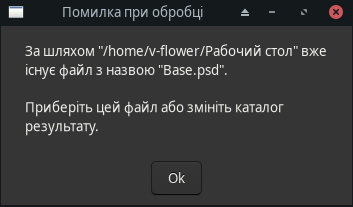 Помилка при обробці
За шляхом "/home/v-flower/Рабочий стол" вже
існує файл з назвою "Base.psd".
Приберіть цей файл або змініть каталог
результату.
Ok